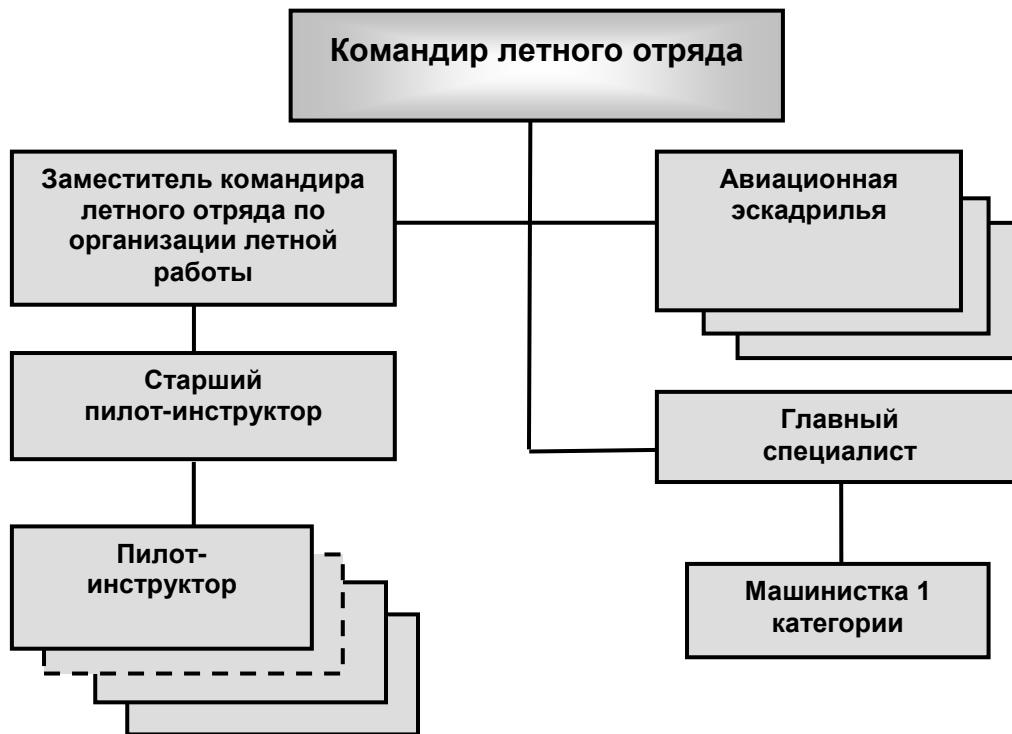 Командир летного отряда
Заместитель командира
летного отряда по
организации летной
работы
Авиационная
эскадрилья
Старший
пилот-инструктор
Главный
специалист
Пилот-
инструктор
Машинистка 1
категории